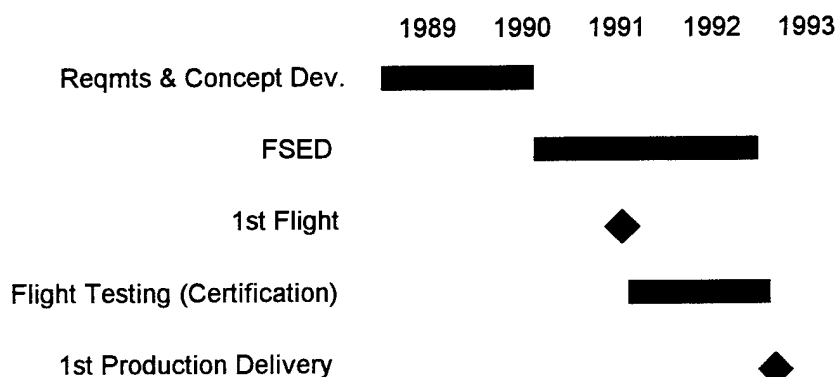 1989 1990 1991 1992 1993
Reqmts & Concept Dev.
FSED
1st Flight
Flight Testing (Certification)
1st Production Delivery